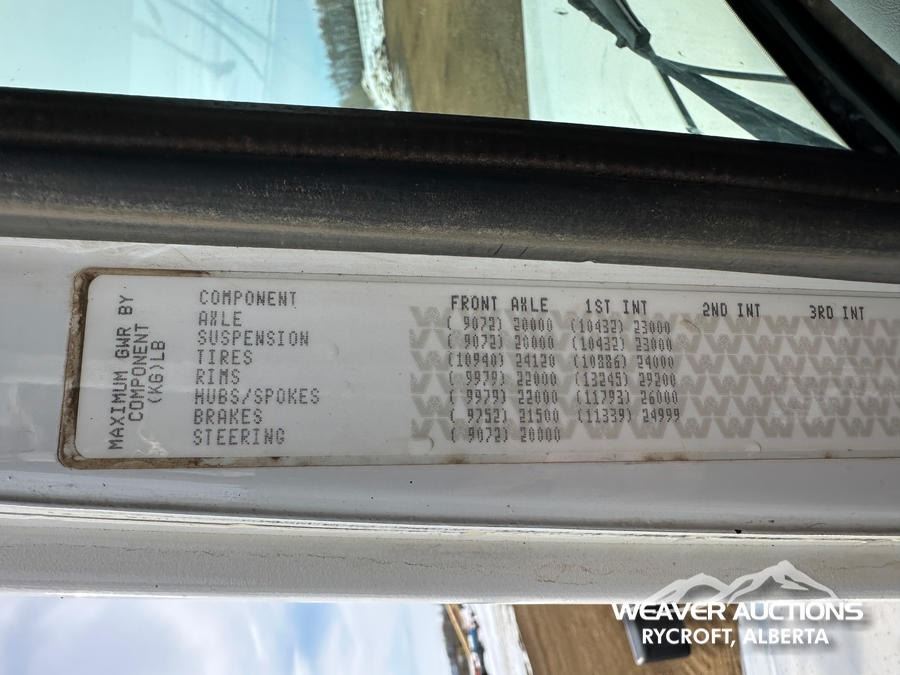 MAXIMUM GWR BY
COMPONENT
(KG)LB
COMPONENT FRONT AXLE 1ST INT 2ND INT 3RD INT
AXLE ( 9072) 20000 (10432) 23000
SUSPENSION ( 9072) 20000 (10432) 23000
TIRES (10940) 24120 (10886) 24000
RIMS ( 9979) 22000 (13245) 29200
HUBS/SPOKES ( 9979) 22000 (11793) 26000
BRAKES ( 9752) 21500 (11339) 24999
STEERING ( 9072) 20000
WEAVER AUCTIONS
RYCROFT, ALBERTA